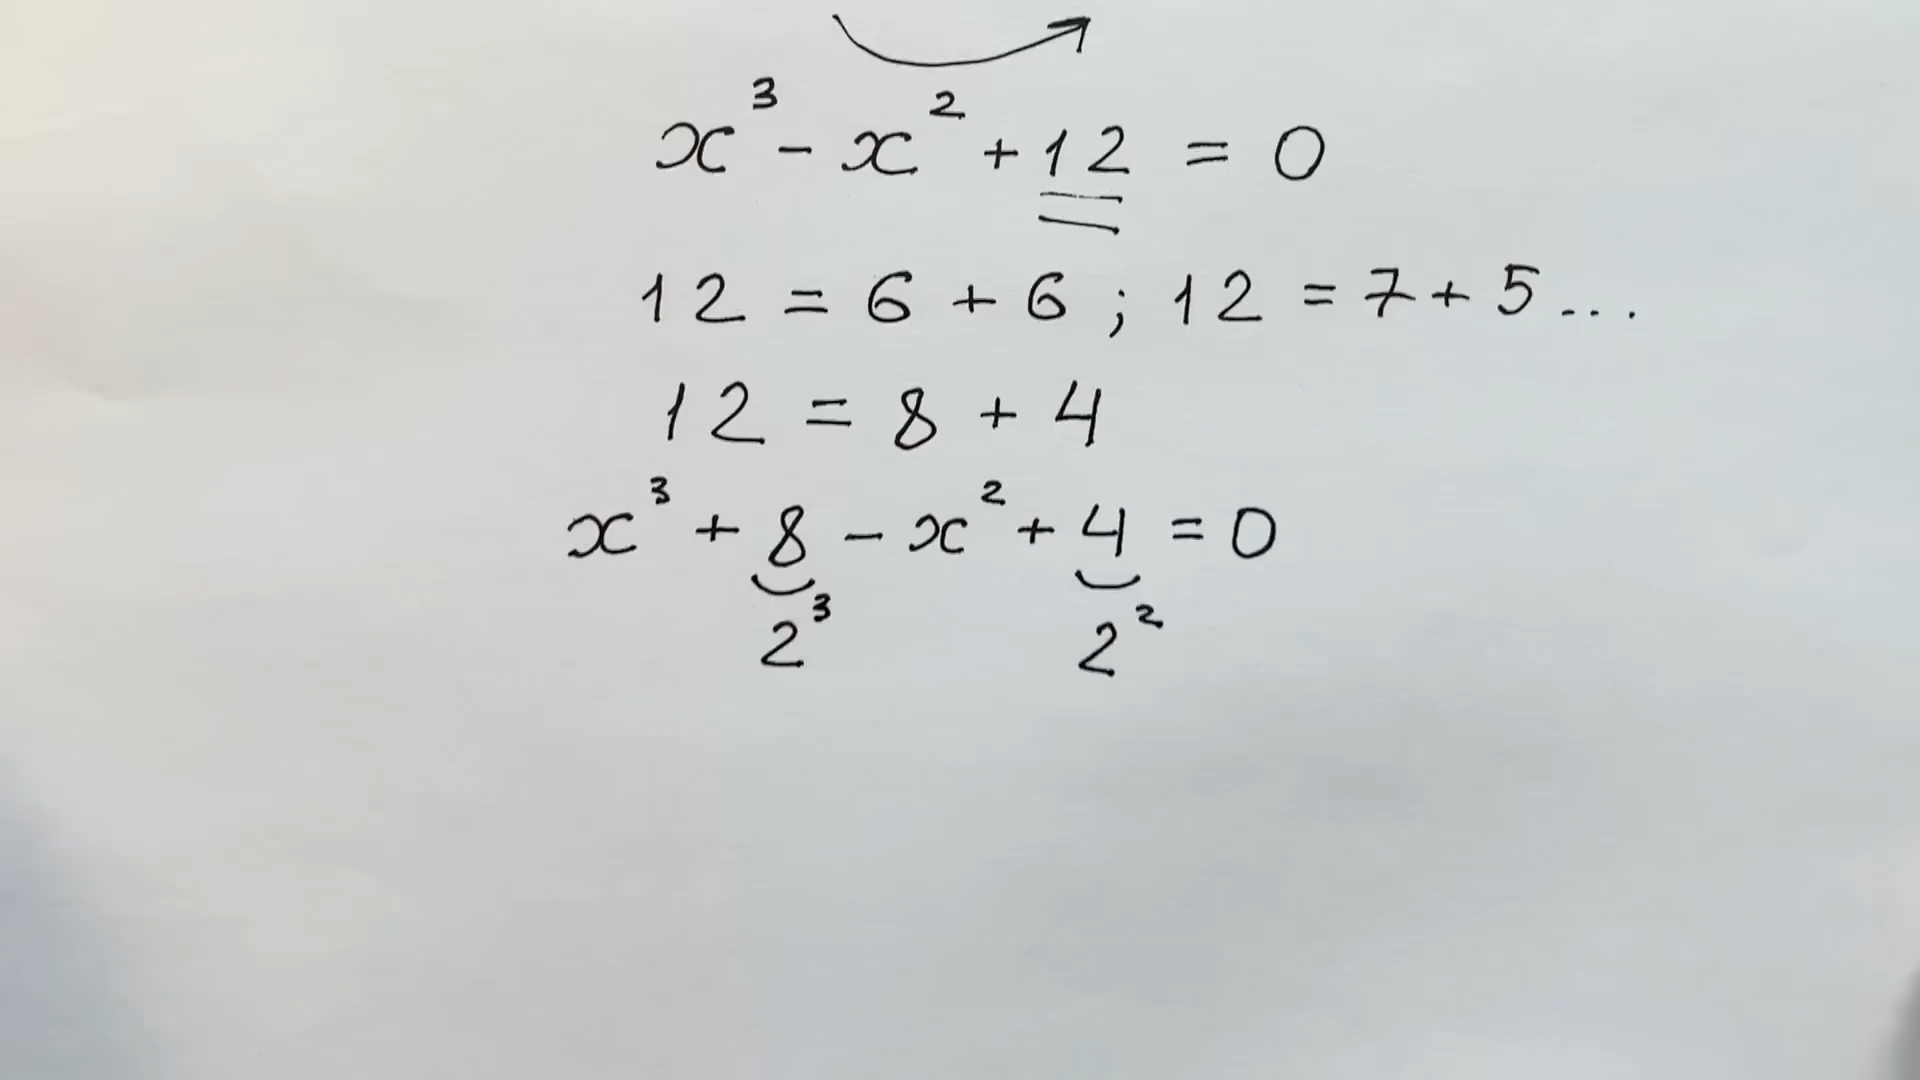 x³ - x² + 12 = 0
12 = 6 + 6 ; 12 = 7 + 5 ...
12 = 8 + 4
x³ + 8 - x² + 4 = 0
2³ 2²